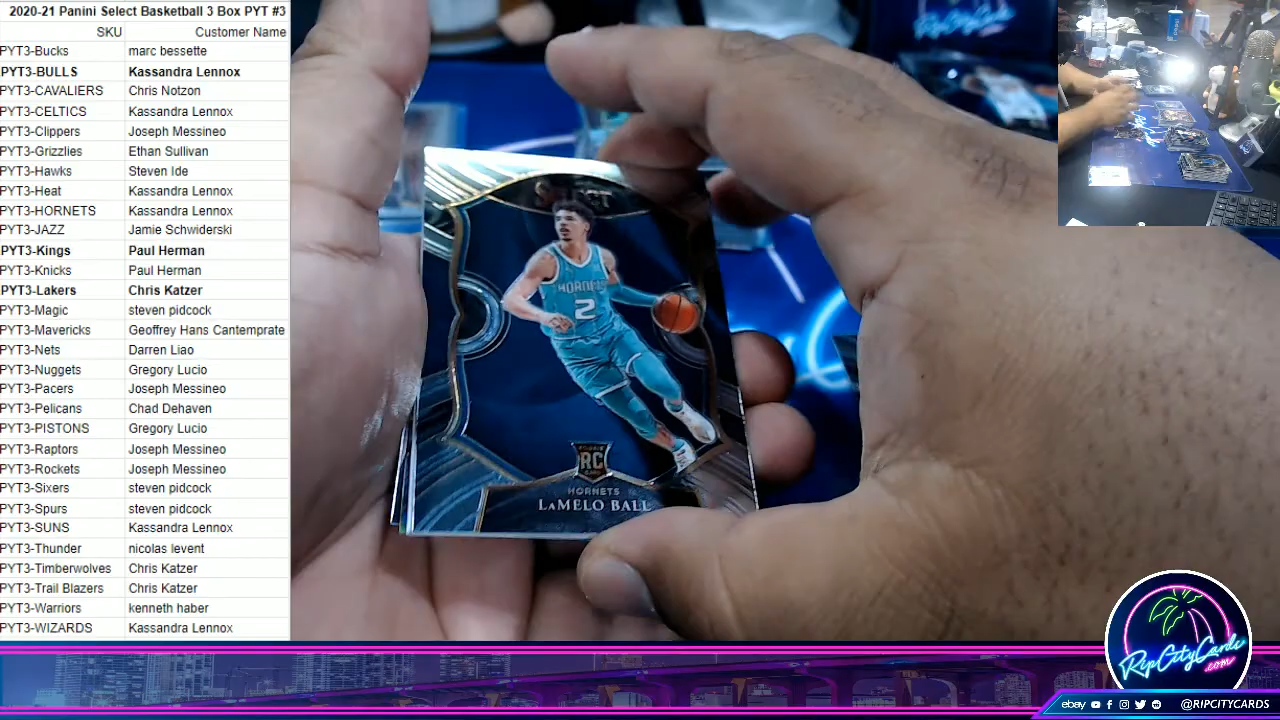 2020-21 Panini Select Basketball 3 Box PYT #3
SKU Customer Name
PYT3-Bucks marc bessette
PYT3-BULLS Kassandra Lennox
PYT3-CAVALIERS Chris Notzon
PYT3-CELTICS Kassandra Lennox
PYT3-Clippers Joseph Messineo
PYT3-Grizzlies Ethan Sullivan
PYT3-Hawks Steven Ide
PYT3-Heat Kassandra Lennox
PYT3-HORNETS Kassandra Lennox
PYT3-JAZZ Jamie Schwiderski
PYT3-Kings Paul Herman
PYT3-Knicks Paul Herman
PYT3-Lakers Chris Katzer
PYT3-Magic steven pidcock
PYT3-Mavericks Geoffrey Hans Cantemprate
PYT3-Nets Darren Liao
PYT3-Nuggets Gregory Lucio
PYT3-Pacers Joseph Messineo
PYT3-Pelicans Chad Dehaven
PYT3-PISTONS Gregory Lucio
PYT3-Raptors Joseph Messineo
PYT3-Rockets Joseph Messineo
PYT3-Sixers steven pidcock
PYT3-Spurs steven pidcock
PYT3-SUNS Kassandra Lennox
PYT3-Thunder nicolas levent
PYT3-Timberwolves Chris Katzer
PYT3-Trail Blazers Chris Katzer
PYT3-Warriors kenneth haber
PYT3-WIZARDS Kassandra Lennox
HORNETS
2
RC
HORNETS
LaMELO BALL
RipCityCards
.com
ebay @RIPCITYCARDS